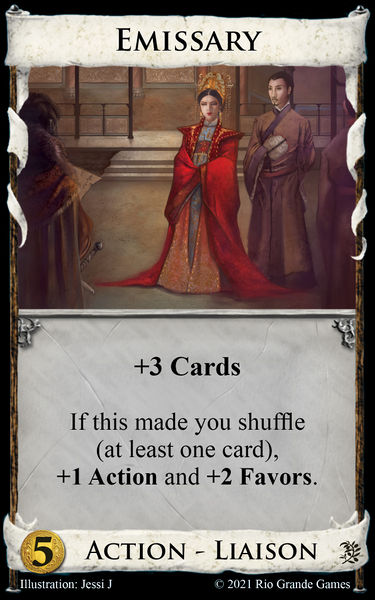 Emissary
+3 Cards
If this made you shuffle
(at least one card),
+1 Action and +2 Favors.
5 Action - Liaison
Illustration: Jessi J © 2021 Rio Grande Games